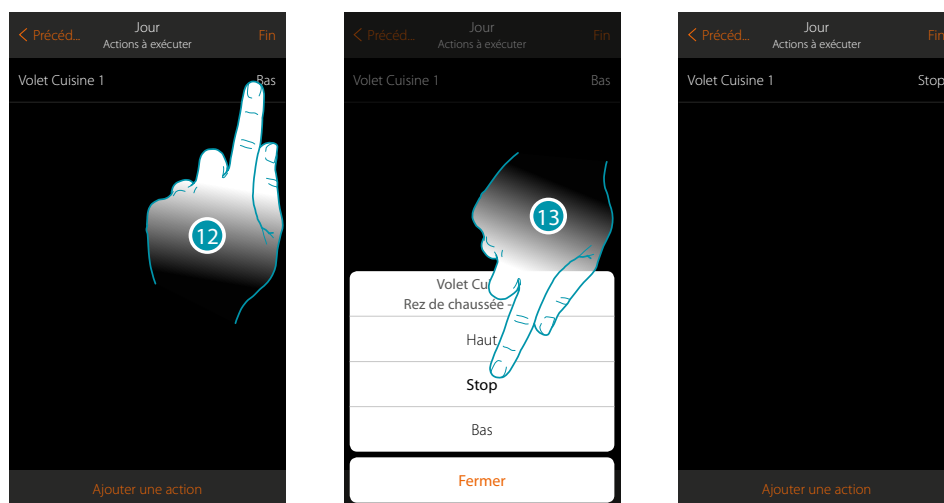 Précéd...
Jour
Actions à exécuter
Fin
Volet Cuisine 1
Bas
12
Ajouter une action
Précéd...
Jour
Actions à exécuter
Fin
Volet Cuisine 1
Bas
13
Volet Cu
Rez de chaussée -
Haut
Stop
Bas
Fermer
Précéd...
Jour
Actions à exécuter
Fin
Volet Cuisine 1
Stop
Ajouter une action